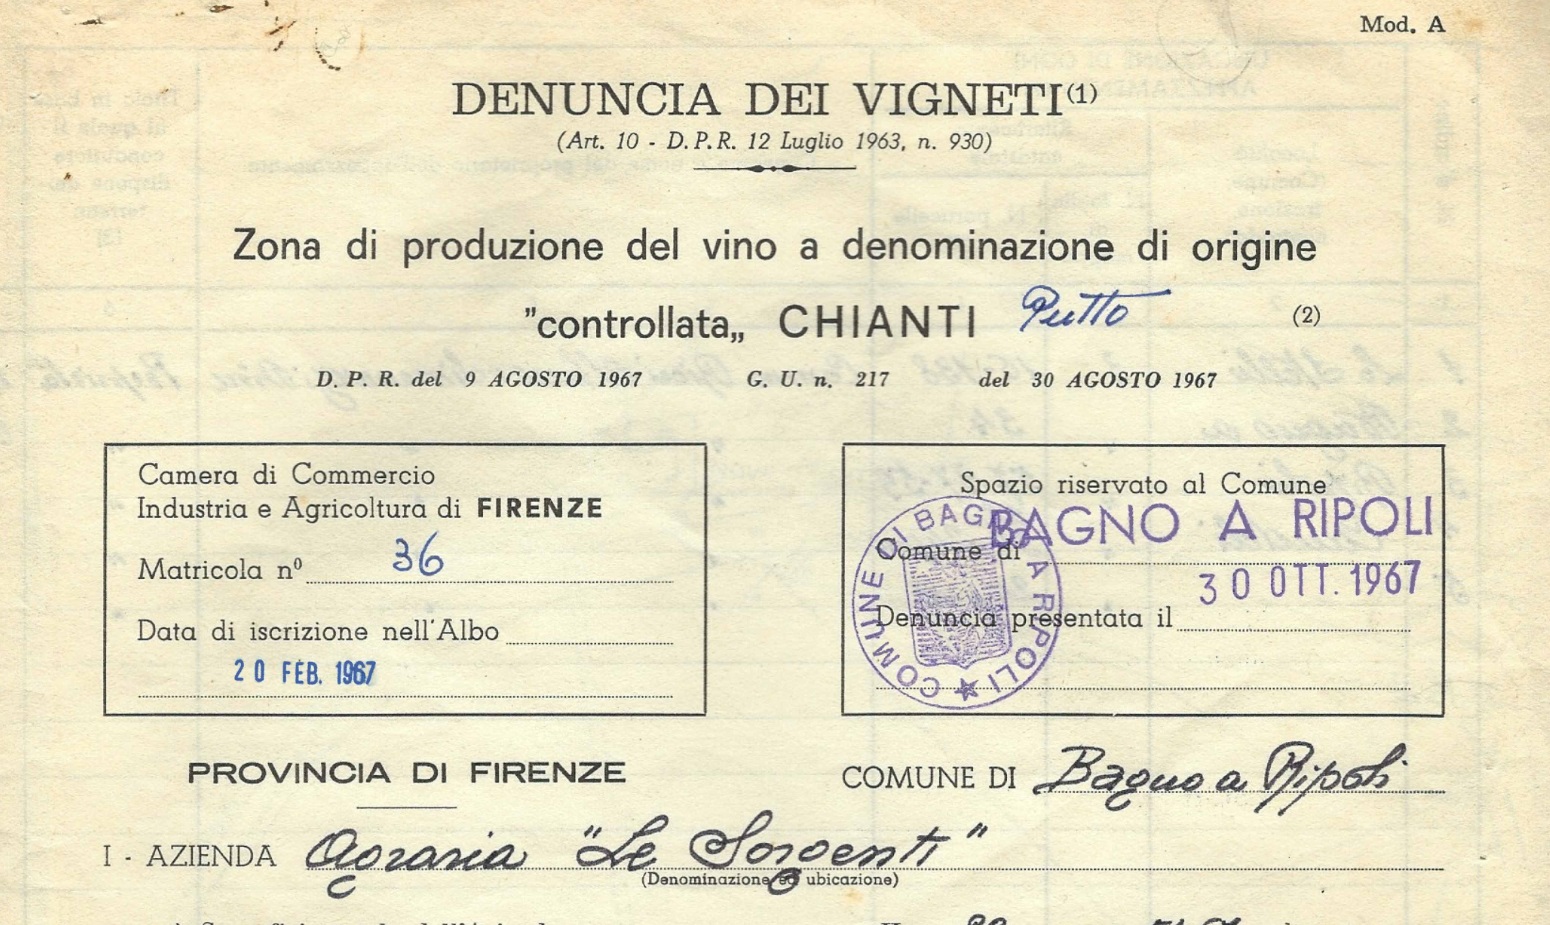 Mod. A
DENUNCIA DEI VIGNETI(1)
(Art. 10 - D.P.R. 12 Luglio 1963, n. 930)
Zona di produzione del vino a denominazione di origine
"controllata„ CHIANTI Putto (2)
D. P. R. del 9 AGOSTO 1967 G. U. n. 217 del 30 AGOSTO 1967
Camera di Commercio
Industria e Agricoltura di FIRENZE
Matricola nº 36
Data di iscrizione nell'Albo
20 FEB. 1967
Spazio riservato al Comune
Comune di BAGNO A RIPOLI
30 OTT. 1967
Denuncia presentata il
COMUNE DI BAGNO A RIPOLI
PROVINCIA DI FIRENZE
COMUNE DI Bagno a Ripoli
I - AZIENDA Agraria "Le Sorgenti"
(Denominazione ed ubicazione)